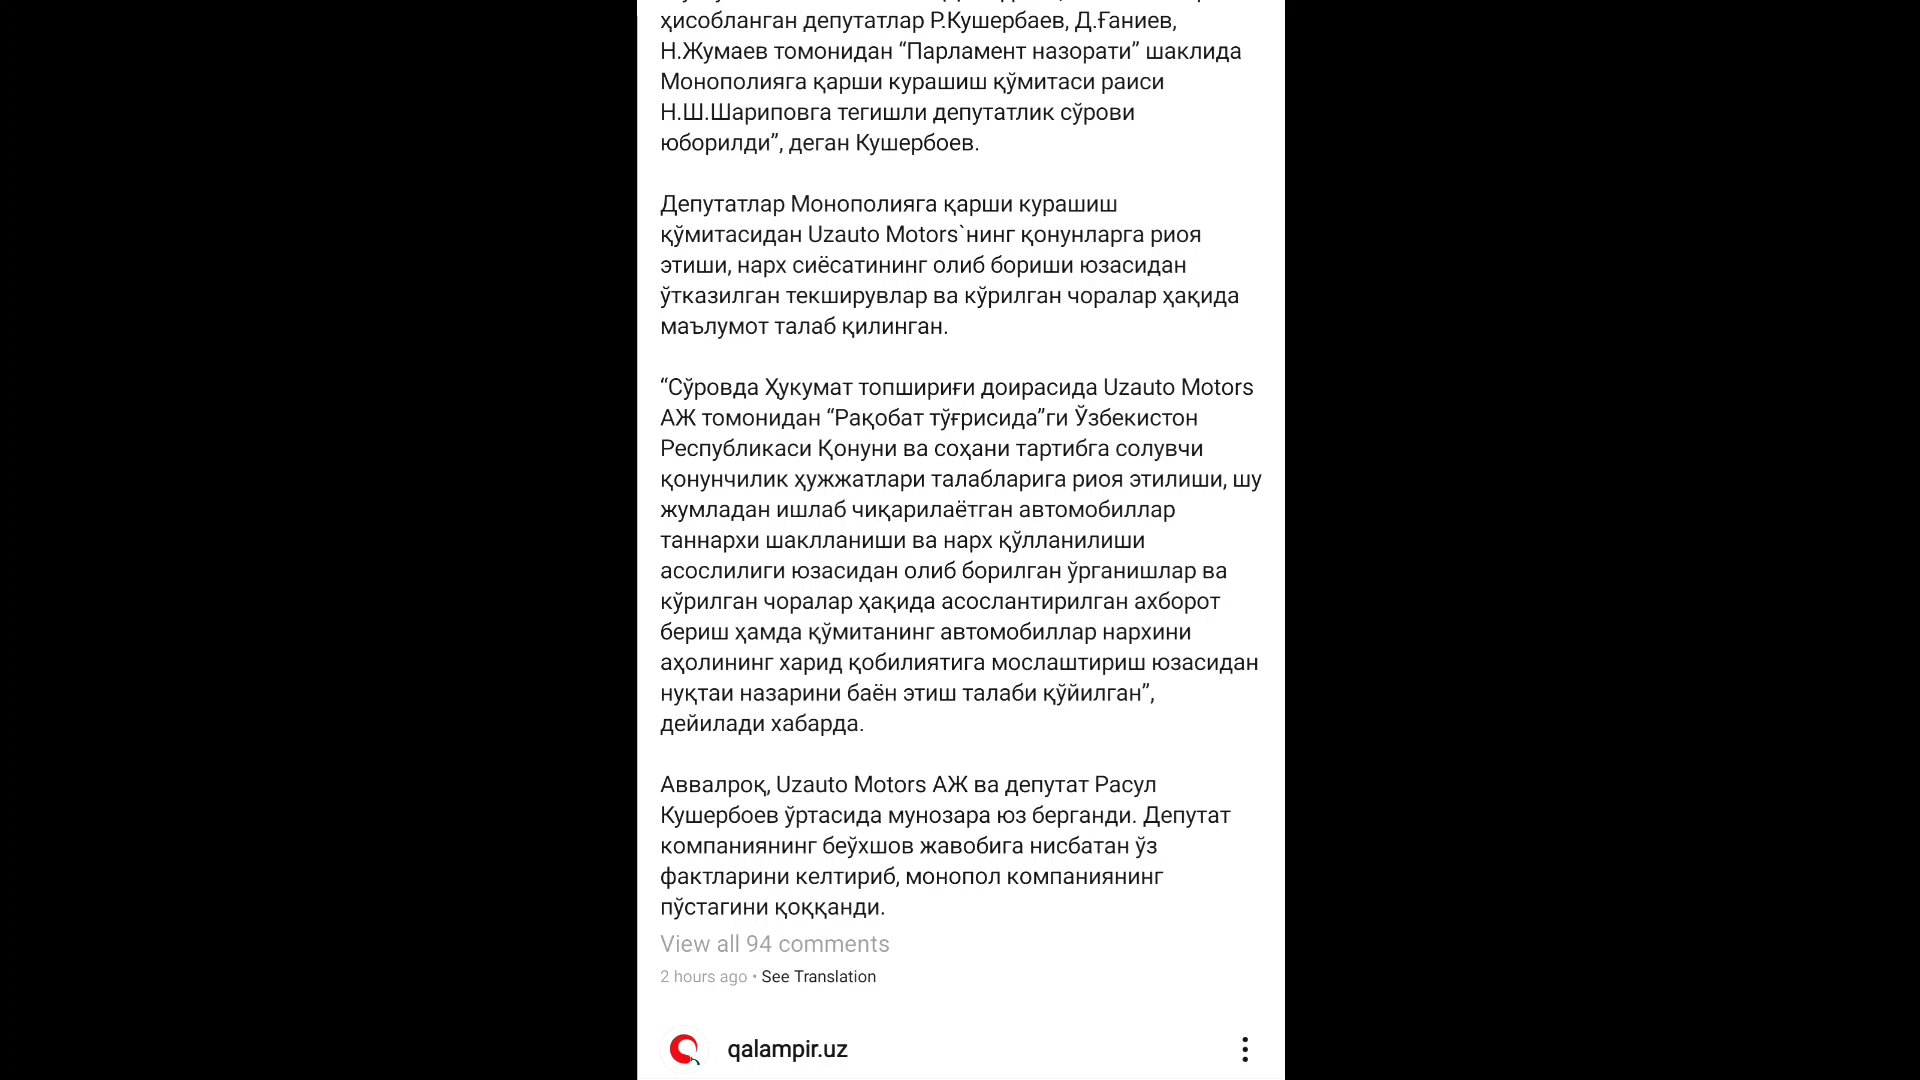 ҳисобланган депутатлар Р.Кушербаев, Д.Ғаниев,
Н.Жумаев томонидан “Парламент назорати” шаклида
Монополияга қарши курашиш қўмитаси раиси
Н.Ш.Шариповга тегишли депутатлик сўрови
юборилди”, деган Кушербоев.
Депутатлар Монополияга қарши курашиш
қўмитасидан Uzauto Motors`нинг қонунларга риоя
этиши, нарх сиёсатининг олиб бориши юзасидан
ўтказилган текширувлар ва кўрилган чоралар ҳақида
маълумот талаб қилинган.
“Сўровда Ҳукумат топшириғи доирасида Uzauto Motors
АЖ томонидан “Рақобат тўғрисида”ги Ўзбекистон
Республикаси Қонуни ва соҳани тартибга солувчи
қонунчилик ҳужжатлари талабларига риоя этилиши, шу
жумладан ишлаб чиқарилаётган автомобиллар
таннархи шаклланиши ва нарх қўлланилиши
асослилиги юзасидан олиб борилган ўрганишлар ва
кўрилган чоралар ҳақида асослантирилган ахборот
бериш ҳамда қўмитанинг автомобиллар нархини
аҳолининг харид қобилиятига мослаштириш юзасидан
нуқтаи назарини баён этиш талаби қўйилган”,
дейилади хабарда.
Аввалроқ, Uzauto Motors АЖ ва депутат Расул
Кушербоев ўртасида мунозара юз берганди. Депутат
компаниянинг беўхшов жавобига нисбатан ўз
фактларини келтириб, монопол компаниянинг
пўстагини қоққанди.
View all 94 comments
2 hours ago • See Translation
qalampir.uz